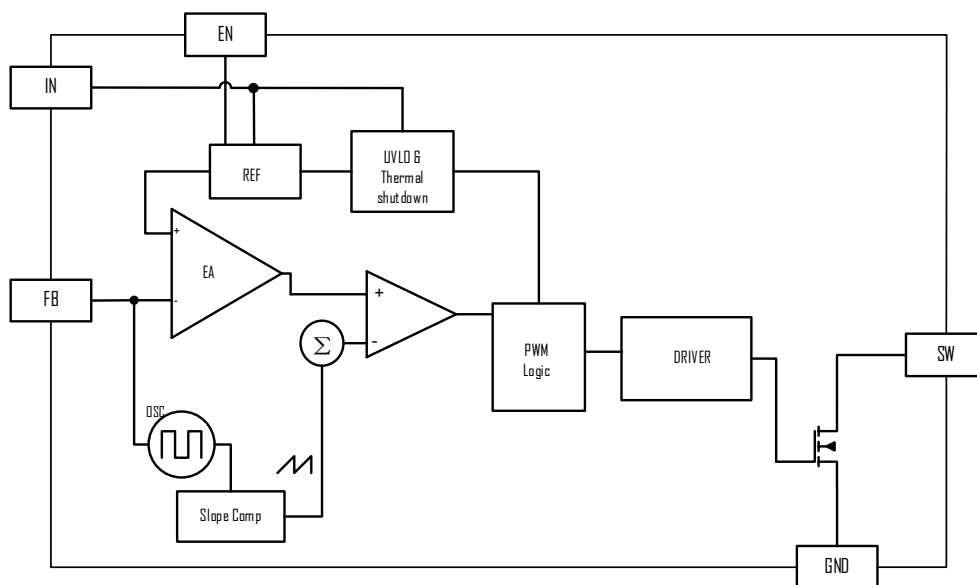 EN
IN
REF
UVLO &
Thermal
shutdown
+
EA
-
FB
+
-
Σ
PWM
Logic
DRIVER
SW
OSC
Slope Comp
GND